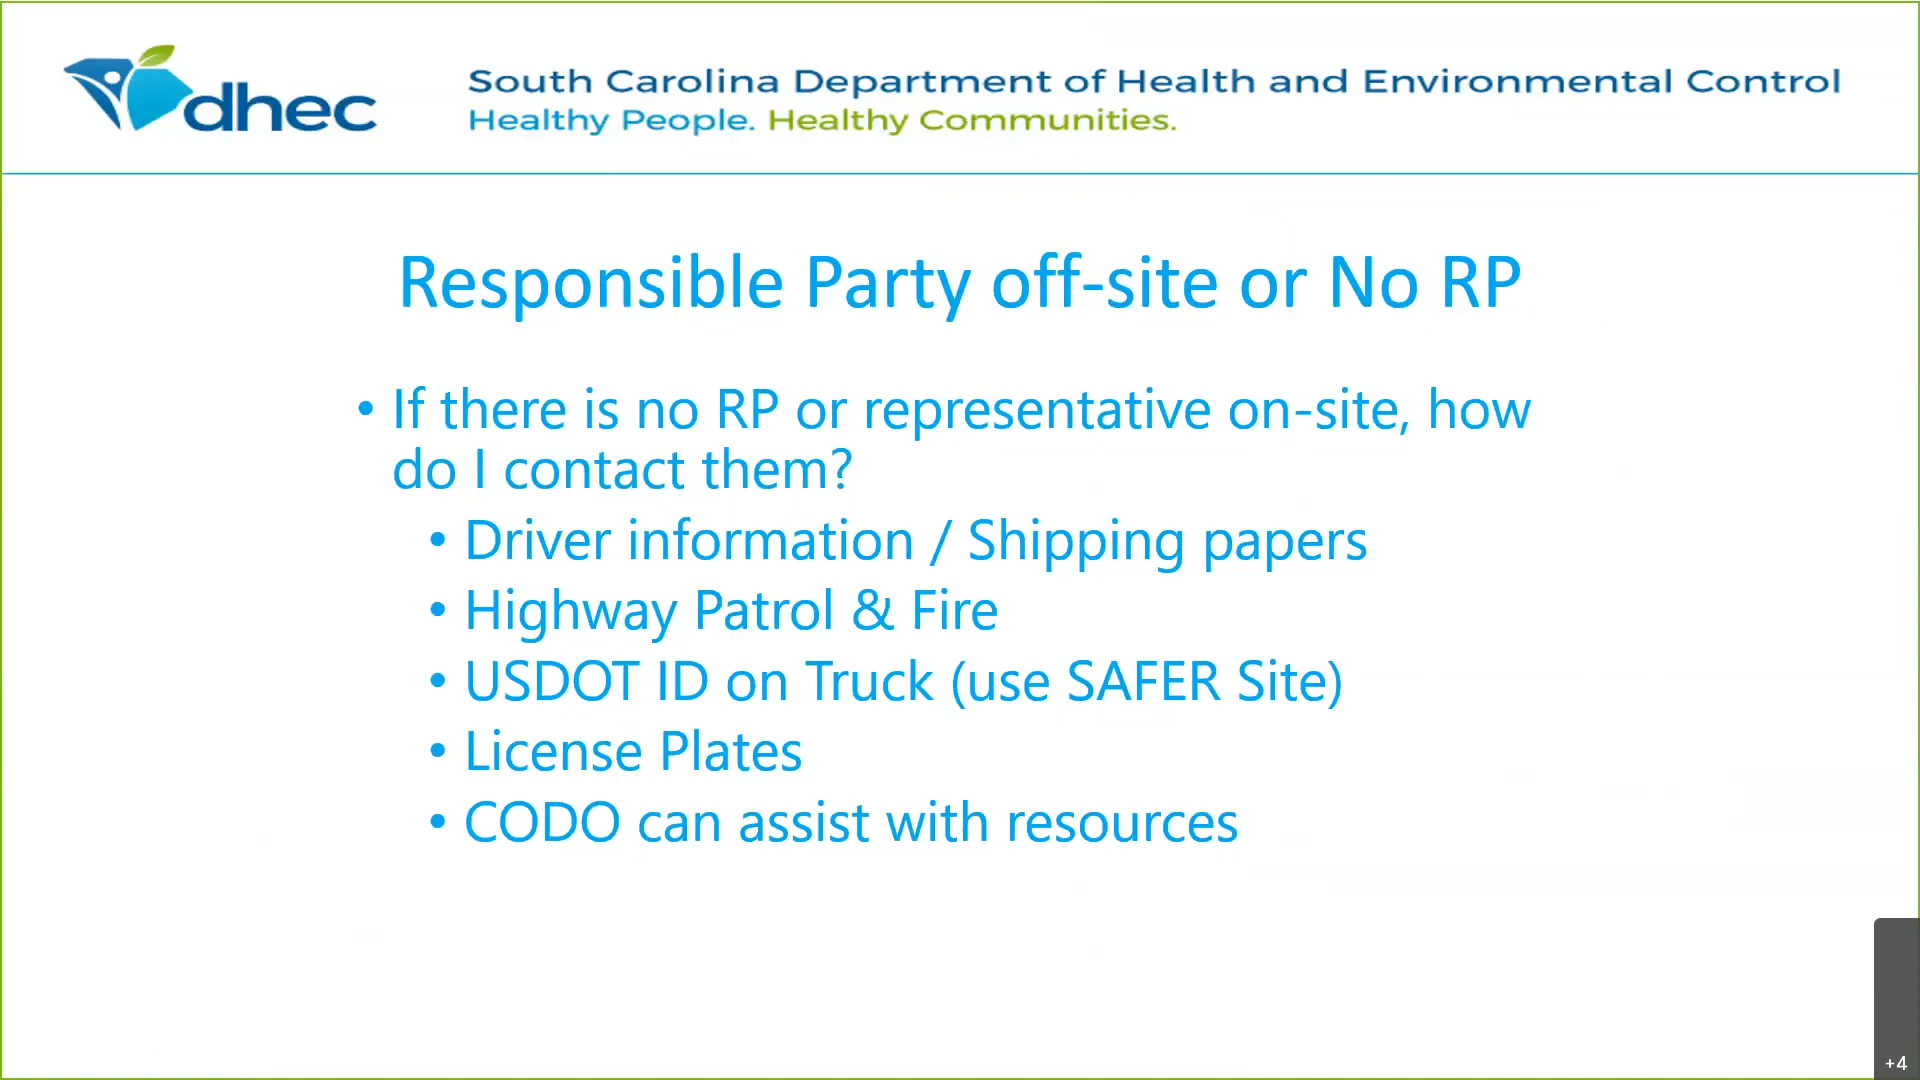 dhec
South Carolina Department of Health and Environmental Control
Healthy People. Healthy Communities.
Responsible Party off-site or No RP
• If there is no RP or representative on-site, how
do I contact them?
• Driver information / Shipping papers
• Highway Patrol & Fire
• USDOT ID on Truck (use SAFER Site)
• License Plates
• CODO can assist with resources
+4